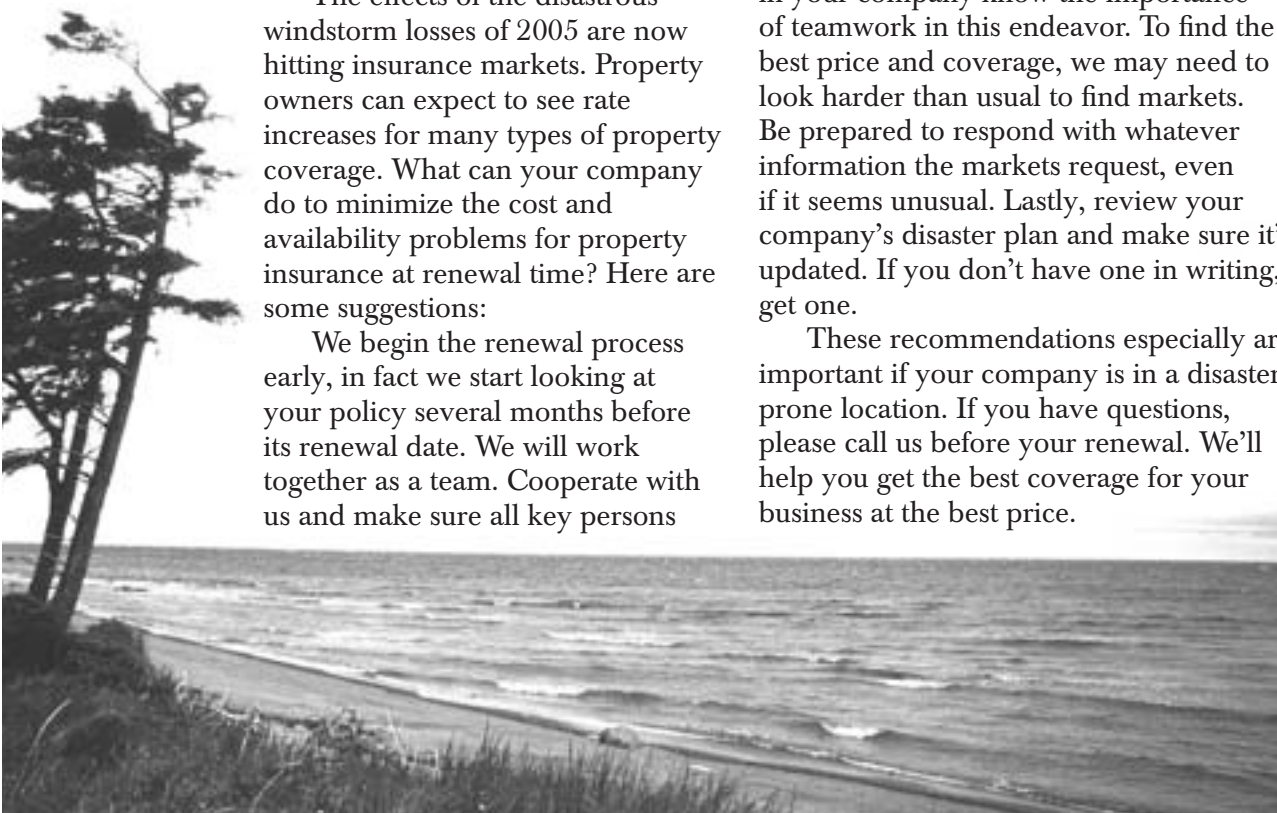 The effects of the disastrous
windstorm losses of 2005 are now
hitting insurance markets. Property
owners can expect to see rate
increases for many types of property
coverage. What can your company
do to minimize the cost and
availability problems for property
insurance at renewal time? Here are
some suggestions:
We begin the renewal process
early, in fact we start looking at
your policy several months before
its renewal date. We will work
together as a team. Cooperate with
us and make sure all key persons
in your company know the importance
of teamwork in this endeavor. To find the
best price and coverage, we may need to
look harder than usual to find markets.
Be prepared to respond with whatever
information the markets request, even
if it seems unusual. Lastly, review your
company’s disaster plan and make sure it’
updated. If you don’t have one in writing,
get one.
These recommendations especially ar
important if your company is in a disaster
prone location. If you have questions,
please call us before your renewal. We’ll
help you get the best coverage for your
business at the best price.